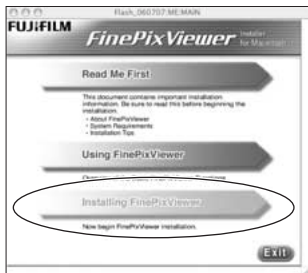 Flash_060707.ME:MAIN
FUJIFILM
FinePixViewer Installer
for Macintosh
Read Me First
This document contains important installation
information. Be sure to read this before beginning the
installation.
- About FinePixViewer
- System Requirements
- Installation Tips
Using FinePixViewer
Installing FinePixViewer
Now begin FinePixViewer installation.
Exit